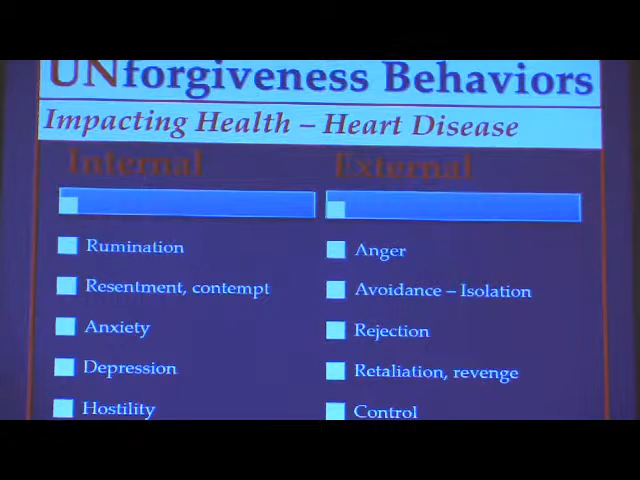 UNforgiveness Behaviors
Impacting Health – Heart Disease
Internal
External
Rumination
Anger
Resentment, contempt
Avoidance – Isolation
Anxiety
Rejection
Depression
Retaliation, revenge
Hostility
Control